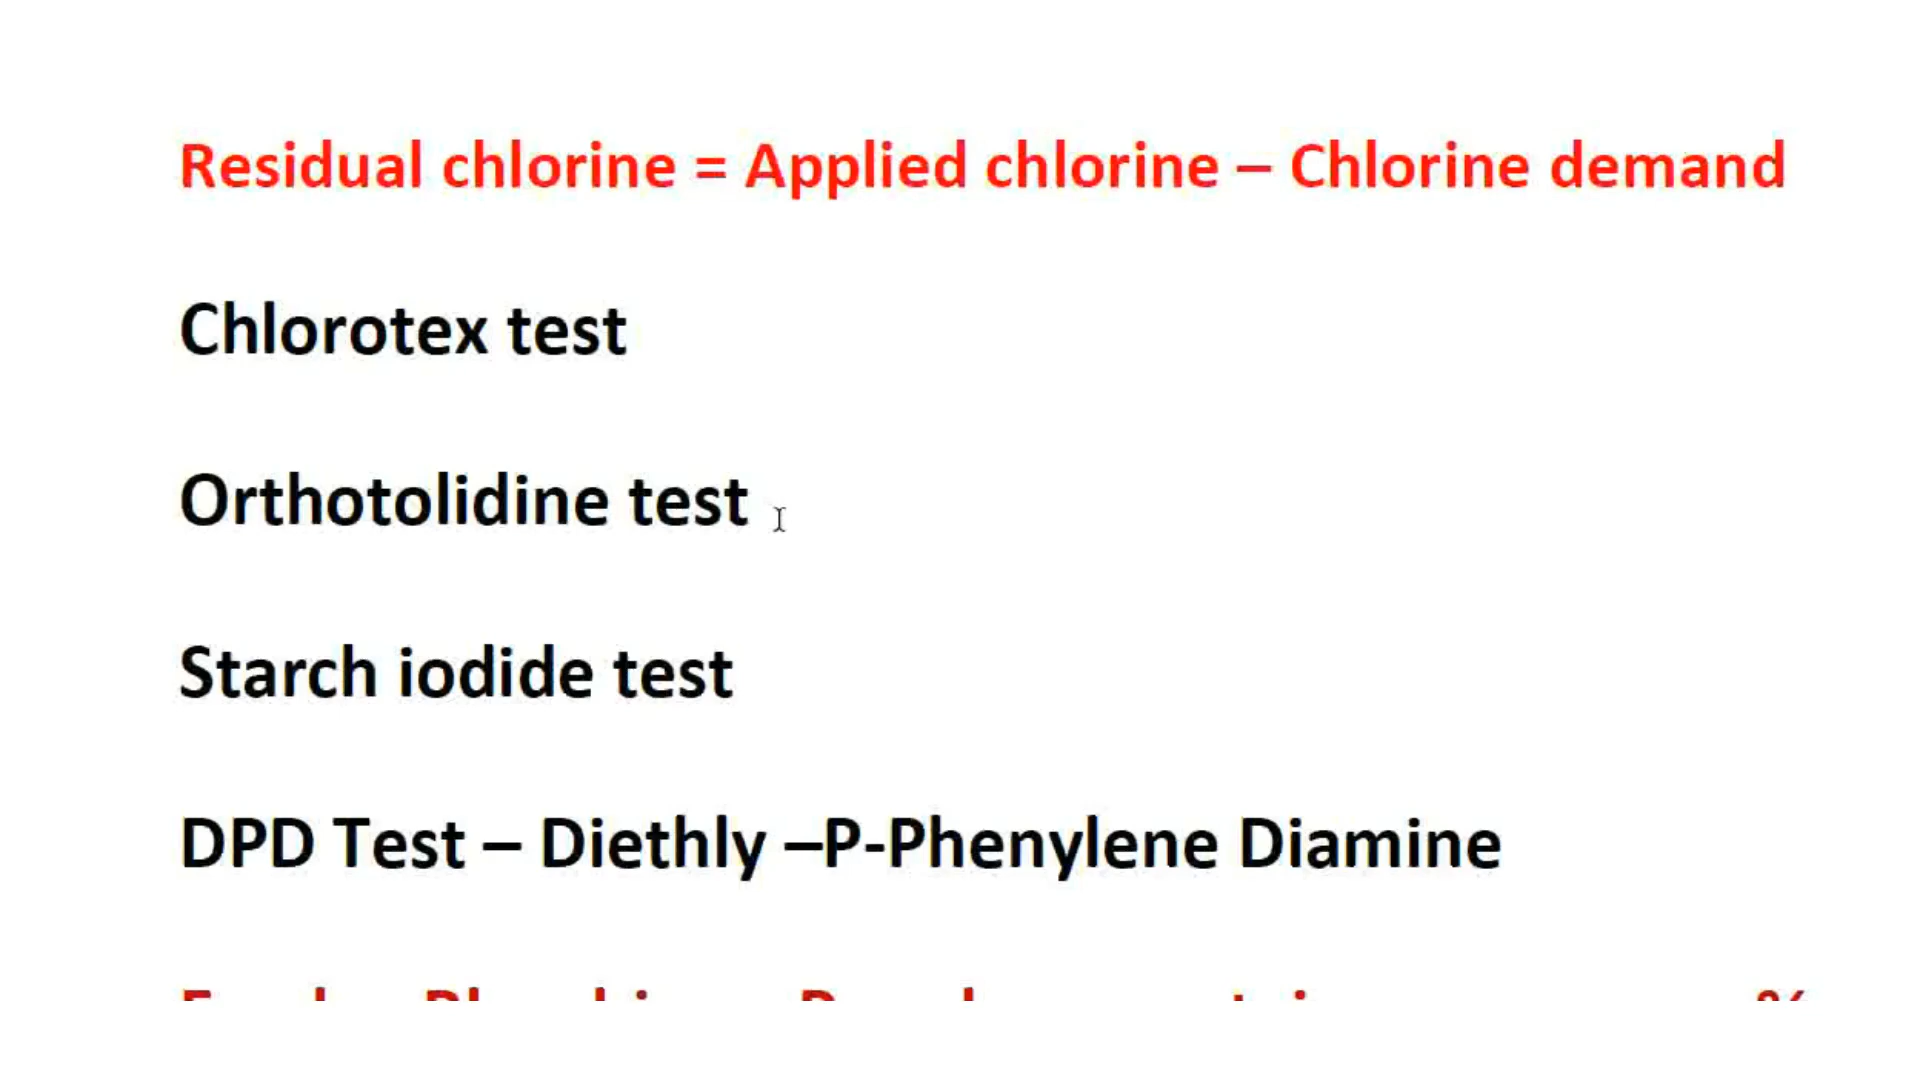 Residual chlorine = Applied chlorine – Chlorine demand
Chlorotex test
Orthotolidine test
Starch iodide test
DPD Test – Diethly –P-Phenylene Diamine